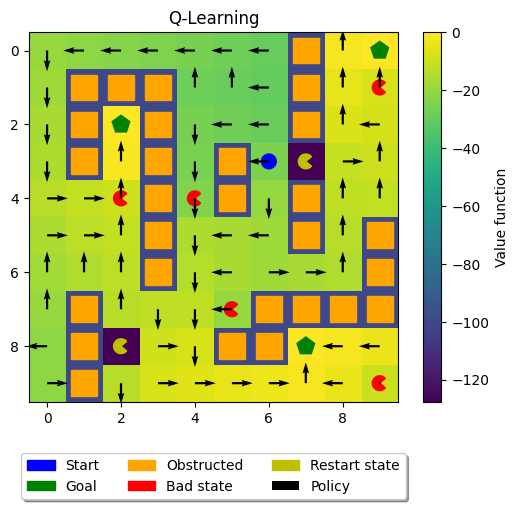 Q-Learning
0
2
4
6
8
0 2 4 6 8
0
−20
−40
−60
−80
−100
−120
Value function
Start Obstructed Restart state
Goal Bad state Policy